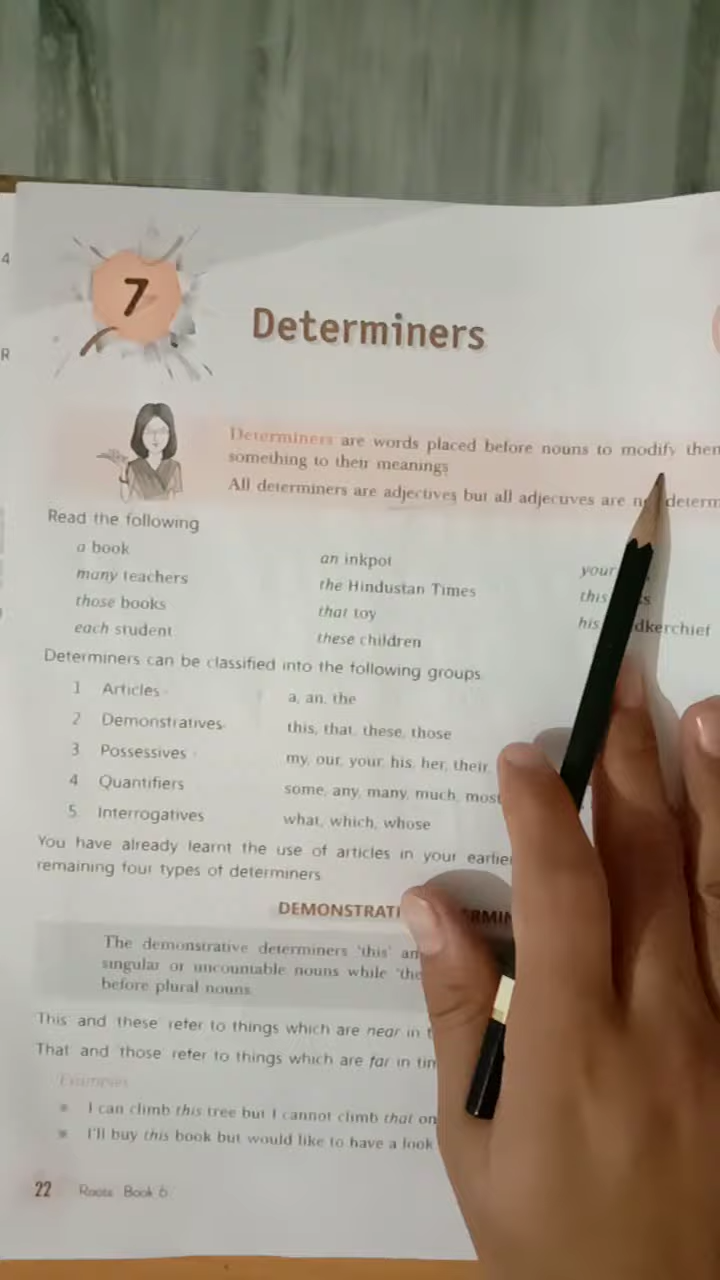 4
R
7
Determiners
Determiners are words placed before nouns to modify
something to their meanings
All determiners are adjectives but all adjectives are
Read the following
a book an inkpot your
many teachers the Hindustan Times this
those books that toy his
each student these children
Determiners can be classified into the following groups
1 Articles a, an, the
2 Demonstratives this, that, these, those
3 Possessives my, our, your, his, her, their,
4 Quantifiers some, any, many, much, most
5 Interrogatives what, which, whose
You have already learnt the use of articles in your
remaining four types of determiners
The demonstrative determiners 'this'
singular or uncountable nouns while
before plural nouns
This and these refer to things which are near in
That and those refer to things which are far in
Examples
I can climb this tree but I cannot climb that
I'll buy this book but would like to have a look
22 Roots Book 6